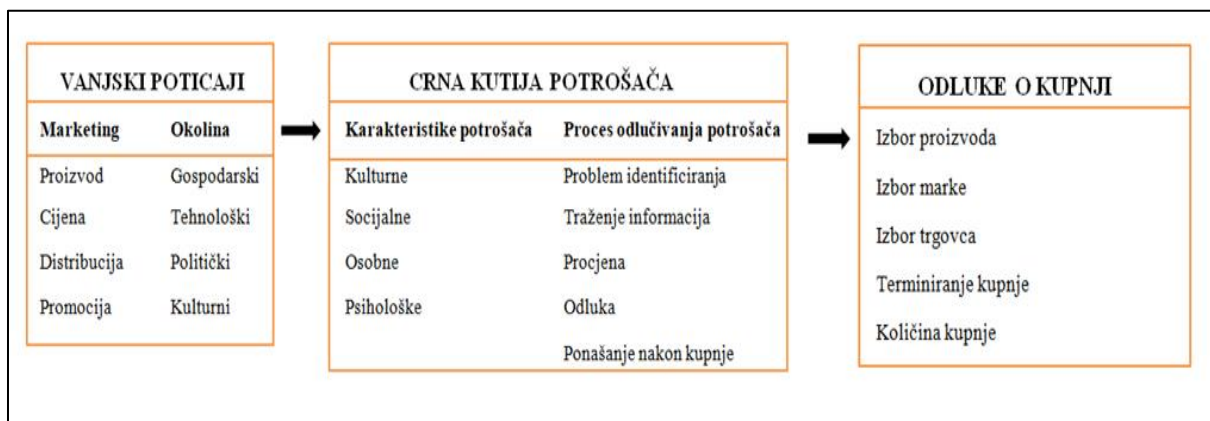 VANJSKI POTICAJI
Marketing Okolina
Proizvod Gospodarski
Cijena Tehnološki
Distribucija Politički
Promocija Kulturni
CRNA KUTIJA POTROŠAČA
Karakteristike potrošača Proces odlučivanja potrošača
Kulturne Problem identificiranja
Socijalne Traženje informacija
Osobne Procjena
Psihološke Odluka
Ponašanje nakon kupnje
ODLUKE O KUPNJI
Izbor proizvoda
Izbor marke
Izbor trgovca
Terminiranje kupnje
Količina kupnje